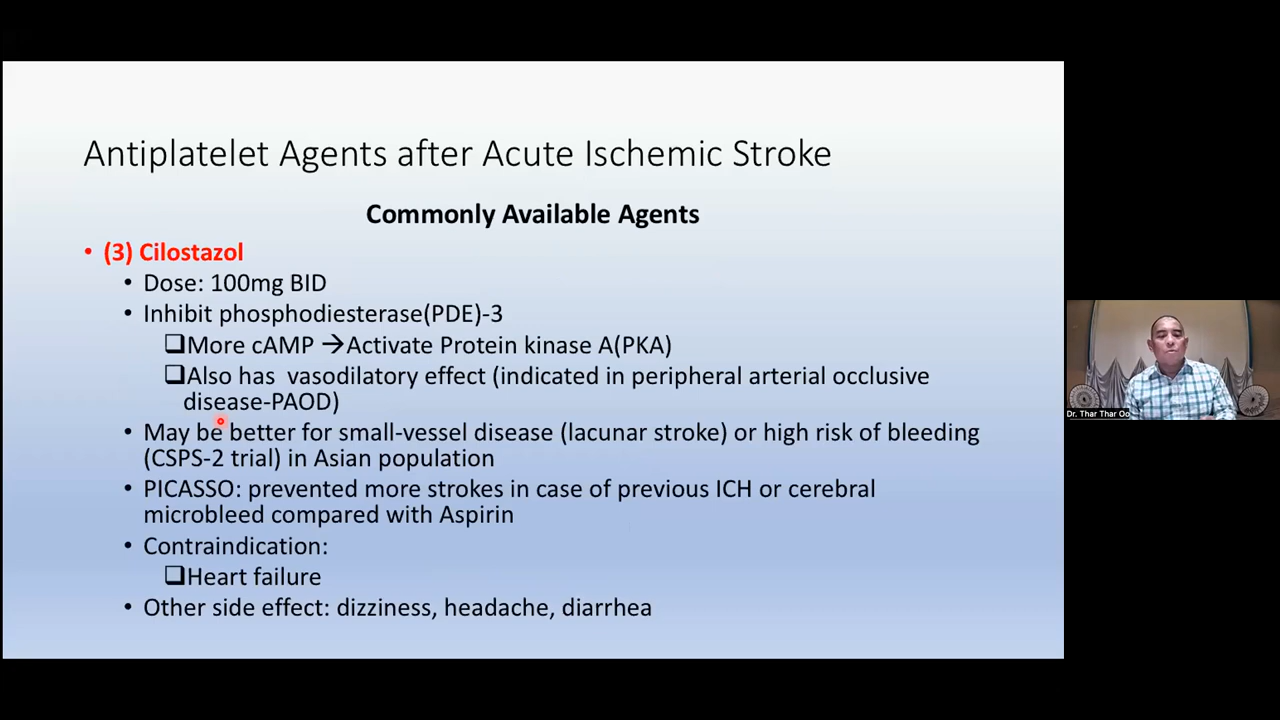 Antiplatelet Agents after Acute Ischemic Stroke
Commonly Available Agents
• (3) Cilostazol
• Dose: 100mg BID
• Inhibit phosphodiesterase(PDE)-3
❑More cAMP →Activate Protein kinase A(PKA)
❑Also has vasodilatory effect (indicated in peripheral arterial occlusive
disease-PAOD)
• May be better for small-vessel disease (lacunar stroke) or high risk of bleeding
(CSPS-2 trial) in Asian population
• PICASSO: prevented more strokes in case of previous ICH or cerebral
microbleed compared with Aspirin
• Contraindication:
❑Heart failure
• Other side effect: dizziness, headache, diarrhea
Dr. Thar Thar Oo